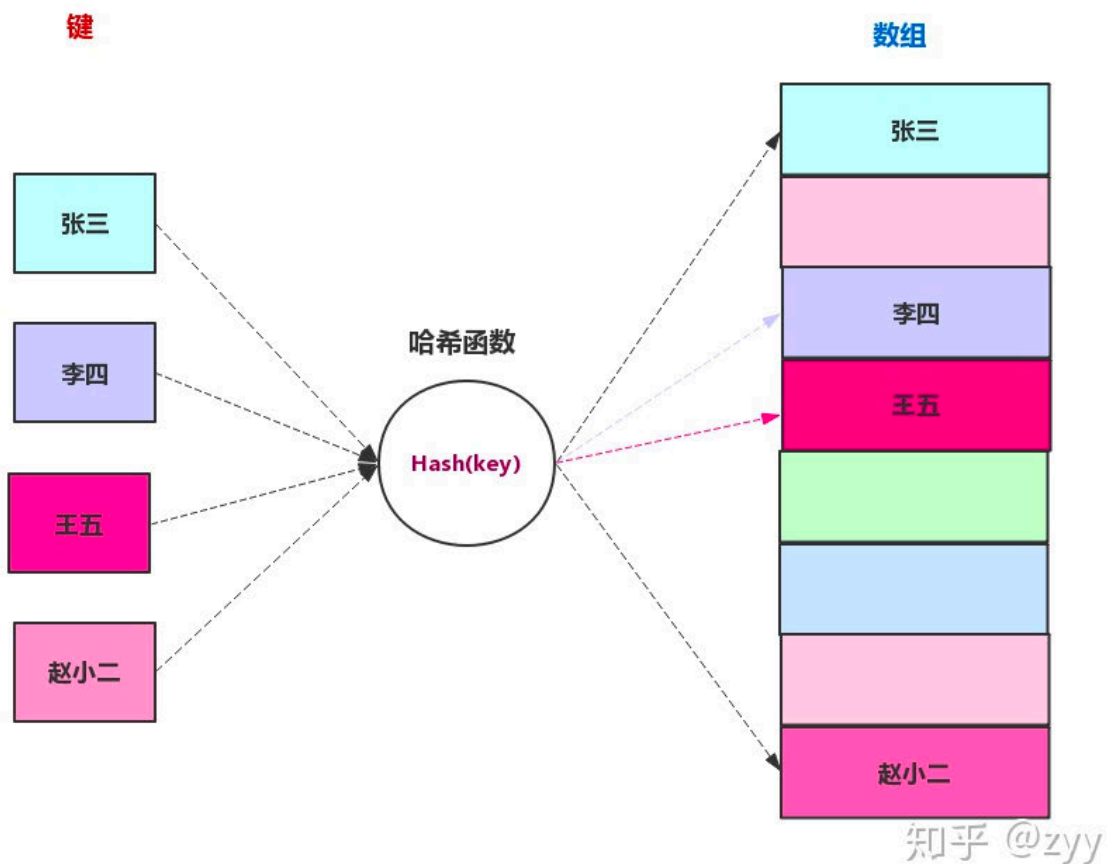 键
数组
张三
李四
王五
赵小二
哈希函数
Hash(key)
张三
李四
王五
赵小二
知乎 @zyy